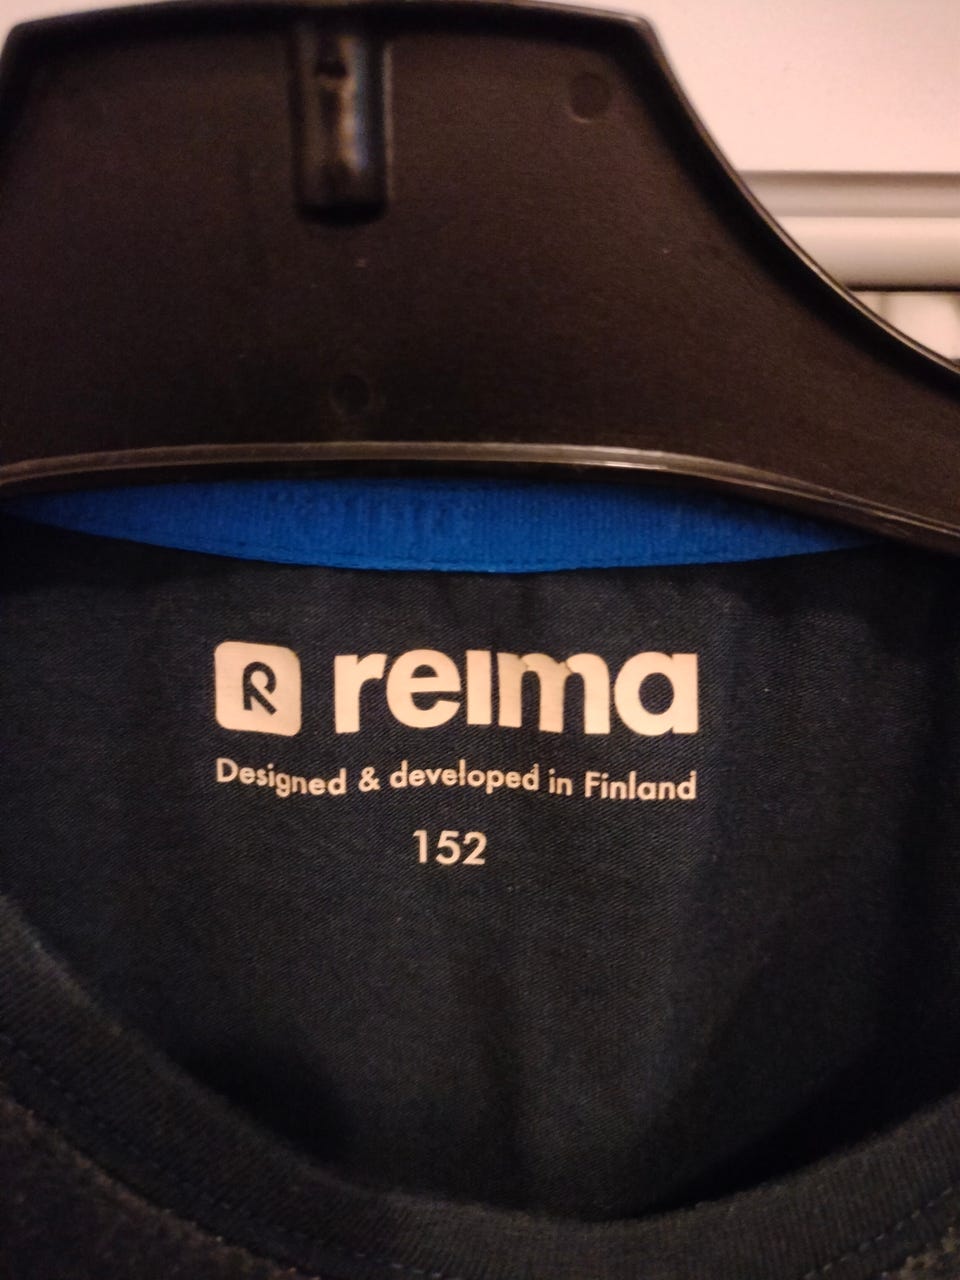 reima
Designed & developed in Finland
152